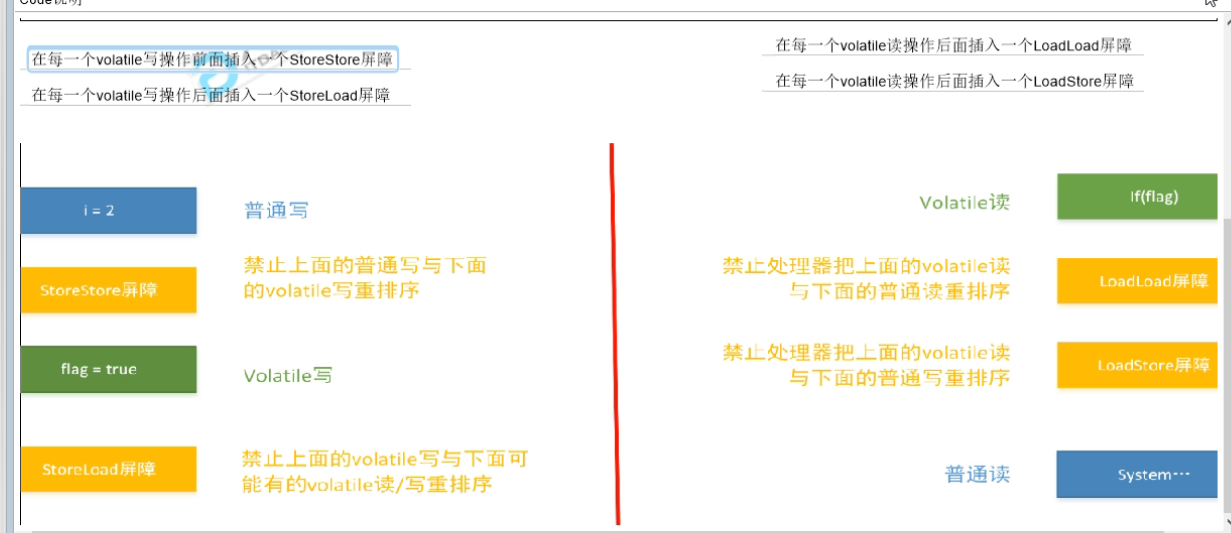 Code说明
在每一个volatile写操作前面插入一个StoreStore屏障
在每一个volatile写操作后面插入一个StoreLoad屏障
在每一个volatile读操作后面插入一个LoadLoad屏障
在每一个volatile读操作后面插入一个LoadStore屏障
i = 2
普通写
StoreStore屏障
禁止上面的普通写与下面
的volatile写重排序
flag = true
Volatile写
StoreLoad屏障
禁止上面的volatile写与下面可
能有的volatile读/写重排序
Volatile读
If(flag)
禁止处理器把上面的volatile读
与下面的普通读重排序
LoadLoad屏障
禁止处理器把上面的volatile读
与下面的普通写重排序
LoadStore屏障
普通读
System···